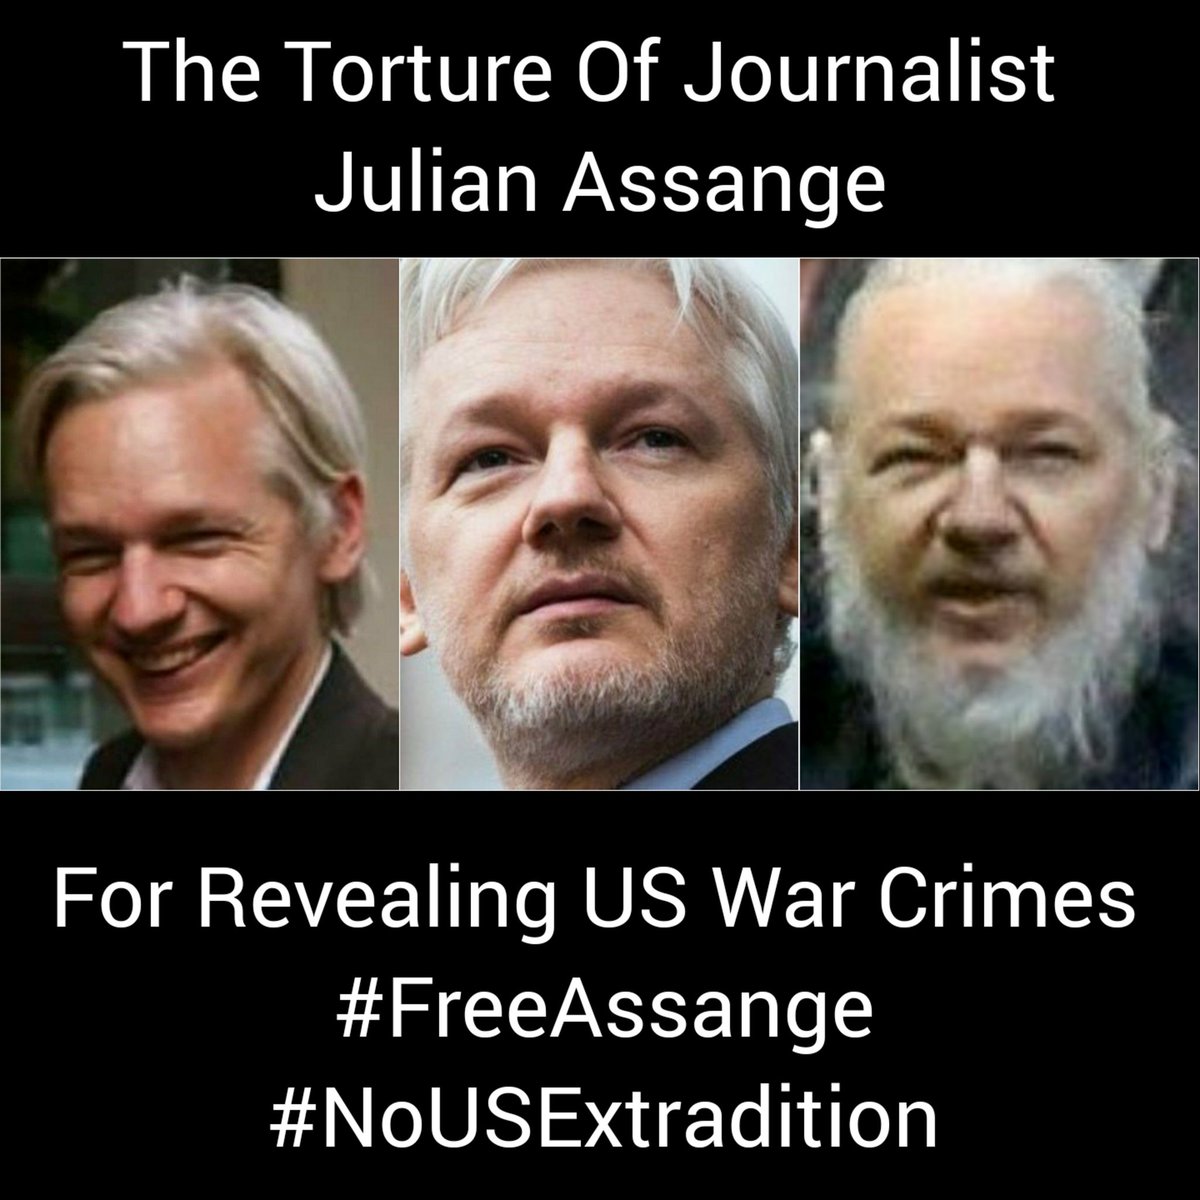 The Torture Of Journalist
Julian Assange
For Revealing US War Crimes
#FreeAssange
#NoUSExtradition